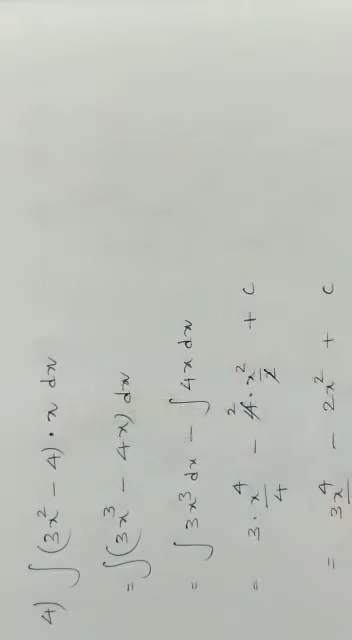 4) ∫(3x² - 4) · x dx
= ∫(3x³ - 4x) dx
= ∫ 3x³ dx - ∫ 4x dx
= 3 · x⁴/4 - 4̸² · x²/2̸ + c
= 3x⁴/ - 2x² + c